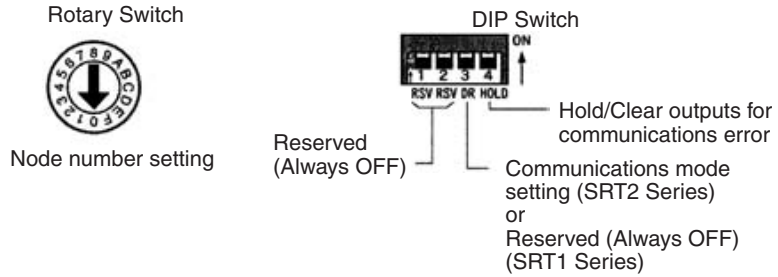 Rotary Switch
789ABCDEF0123456
Node number setting
DIP Switch
ON
1 2 3 4
RSV RSV DR HOLD
Hold/Clear outputs for
communications error
Reserved
(Always OFF)
Communications mode
setting (SRT2 Series)
or
Reserved (Always OFF)
(SRT1 Series)